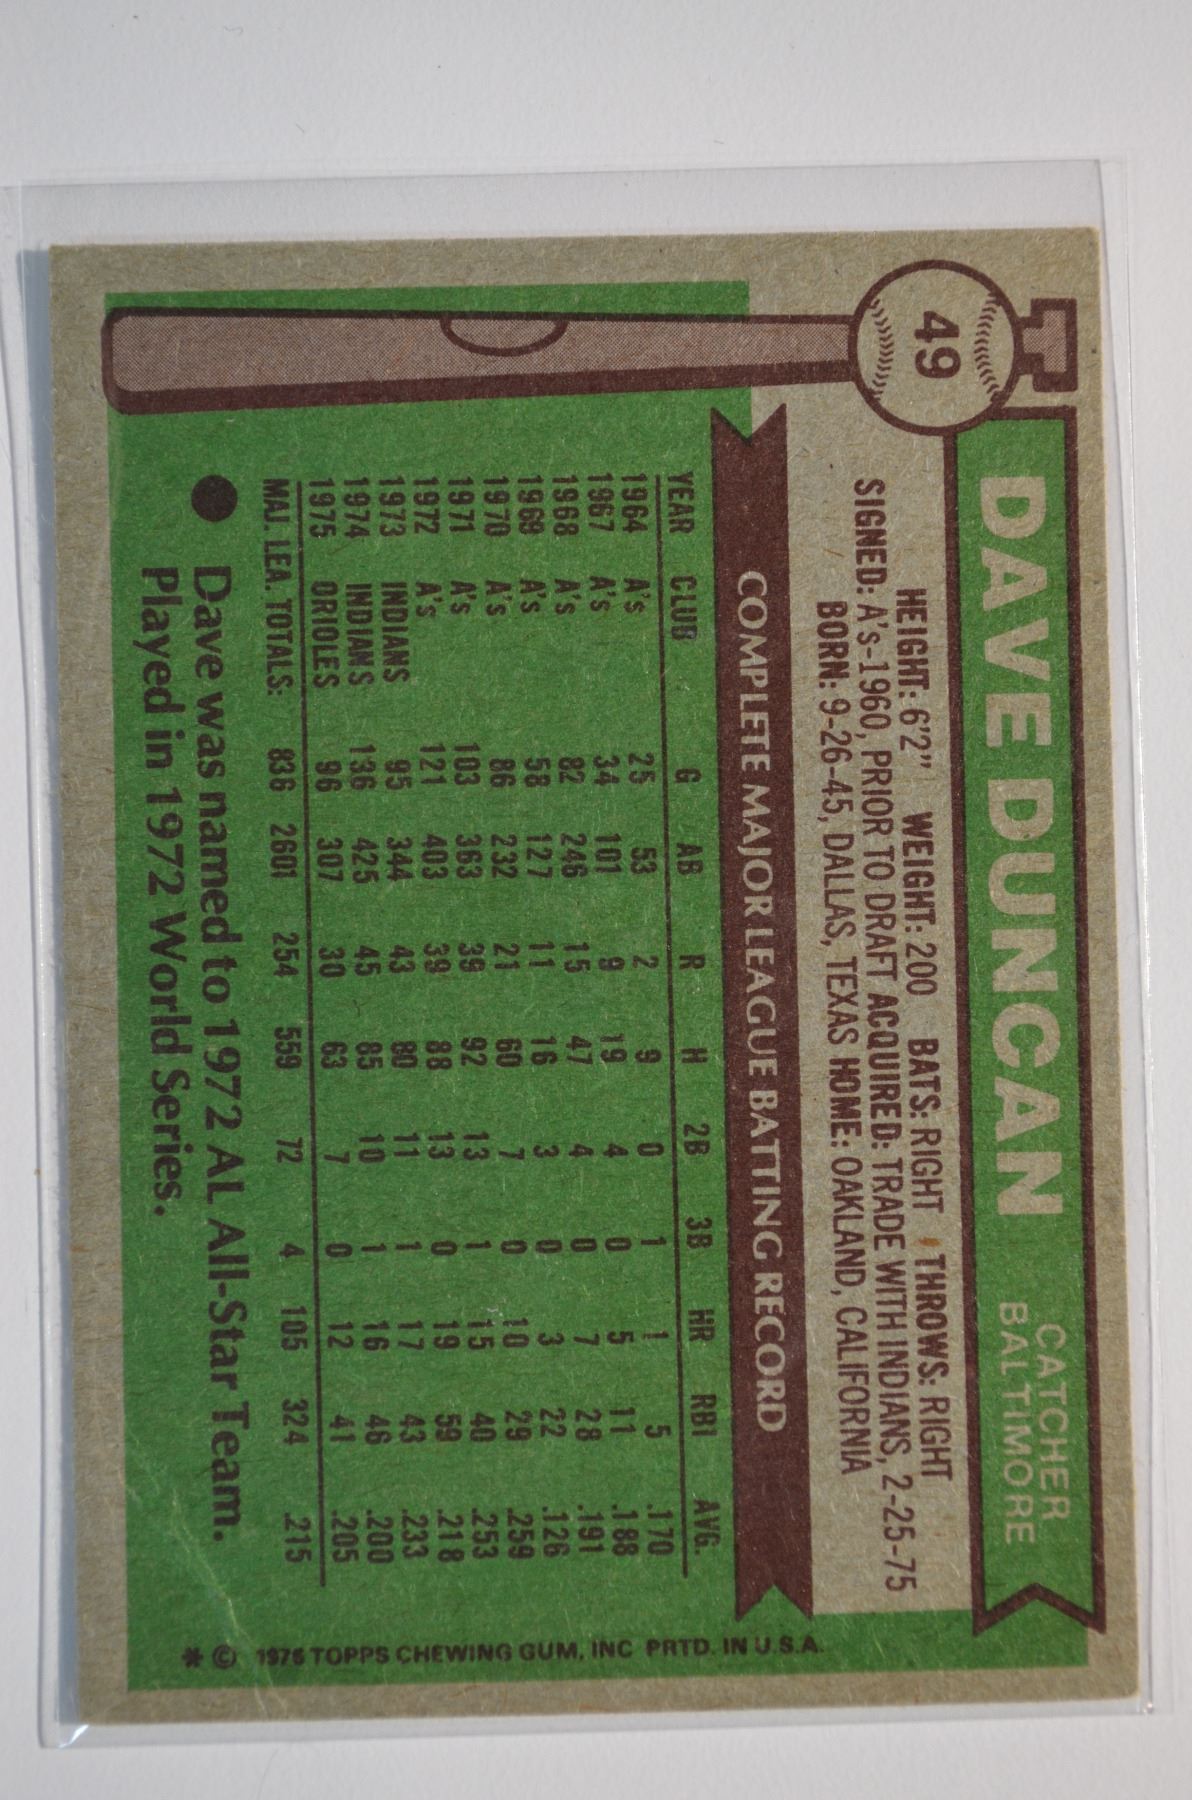 49
DAVE DUNCAN
CATCHER
BALTIMORE
HEIGHT: 6'2" WEIGHT: 200 BATS: RIGHT THROWS: RIGHT
SIGNED: A's-1960, PRIOR TO DRAFT ACQUIRED: TRADE WITH INDIANS, 2-25-75
BORN: 9-26-45, DALLAS, TEXAS HOME: OAKLAND, CALIFORNIA
COMPLETE MAJOR LEAGUE BATTING RECORD
YEAR CLUB G AB R H 2B 3B HR RBI AVG.
1964 A's 25 53 2 9 0 1 1 5 .170
1967 A's 34 101 9 19 4 0 5 11 .188
1968 A's 82 246 15 47 4 0 7 28 .191
1969 A's 58 127 11 16 3 0 3 22 .126
1970 A's 86 232 21 60 7 0 10 29 .259
1971 A's 103 363 39 92 13 1 15 40 .253
1972 A's 121 403 39 88 13 0 19 59 .218
1973 INDIANS 95 344 43 80 11 1 17 43 .233
1974 INDIANS 136 425 45 85 10 1 16 46 .200
1975 ORIOLES 96 307 30 63 7 0 12 41 .205
MAJ. LEA. TOTALS: 836 2601 254 559 72 4 105 324 .215
● Dave was named to 1972 AL All-Star Team.
Played in 1972 World Series.
* © 1976 TOPPS CHEWING GUM, INC PRTD. IN U.S.A.